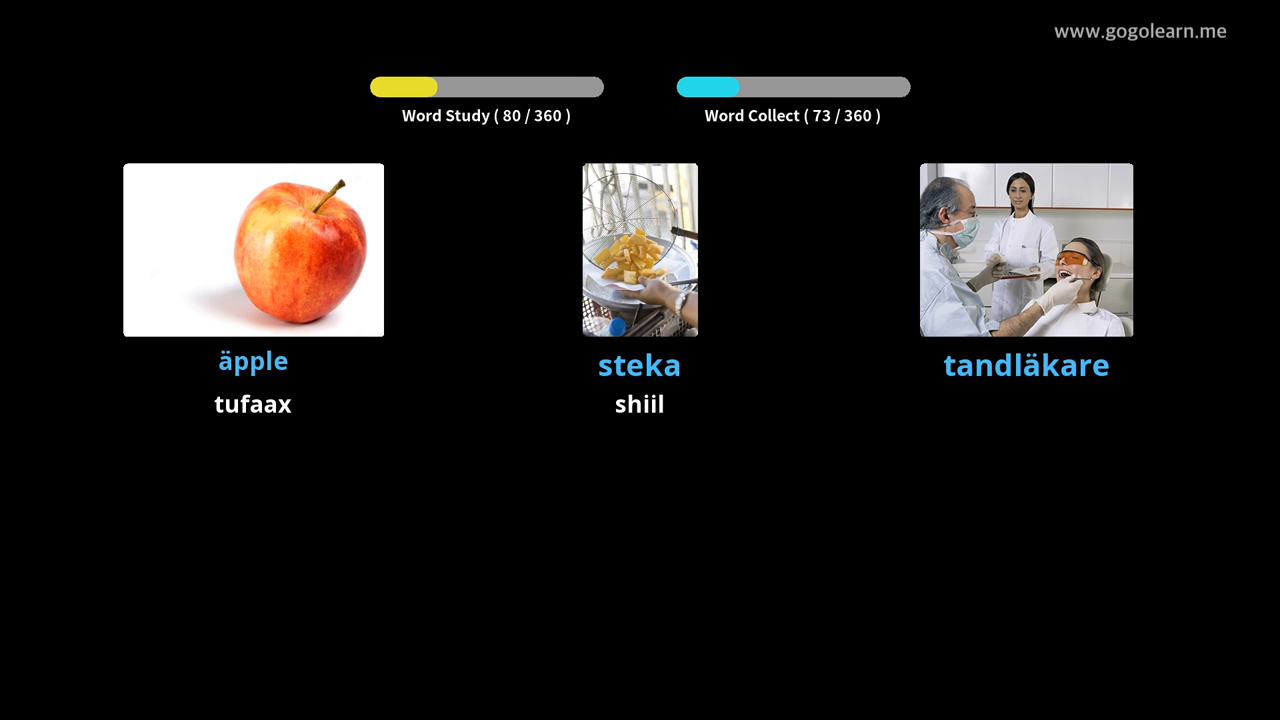 www.gogolearn.me
Word Study ( 80 / 360 )
Word Collect ( 73 / 360 )
äpple
steka
tandläkare
tufaax
shiil